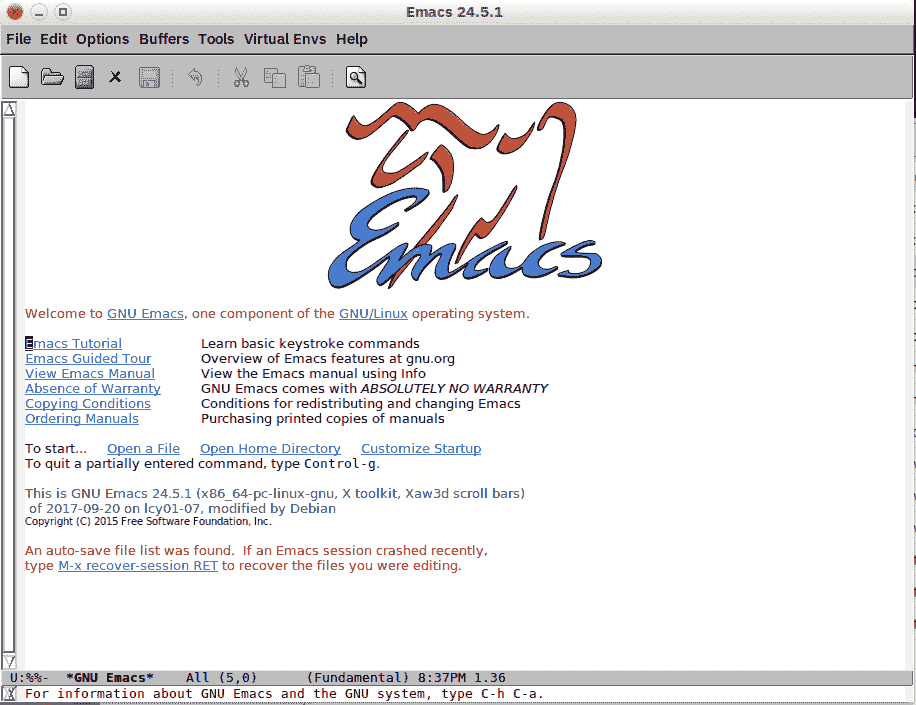 Emacs 24.5.1
File Edit Options Buffers Tools Virtual Envs Help
Emacs
Welcome to GNU Emacs, one component of the GNU/Linux operating system.
Emacs Tutorial Learn basic keystroke commands
Emacs Guided Tour Overview of Emacs features at gnu.org
View Emacs Manual View the Emacs manual using Info
Absence of Warranty GNU Emacs comes with ABSOLUTELY NO WARRANTY
Copying Conditions Conditions for redistributing and changing Emacs
Ordering Manuals Purchasing printed copies of manuals
To start... Open a File Open Home Directory Customize Startup
To quit a partially entered command, type Control-g.
This is GNU Emacs 24.5.1 (x86_64-pc-linux-gnu, X toolkit, Xaw3d scroll bars)
of 2017-09-20 on lcy01-07, modified by Debian
Copyright (C) 2015 Free Software Foundation, Inc.
An auto-save file list was found. If an Emacs session crashed recently,
type M-x recover-session RET to recover the files you were editing.
U:%%- *GNU Emacs* All (5,0) (Fundamental) 8:37PM 1.36
For information about GNU Emacs and the GNU system, type C-h C-a.